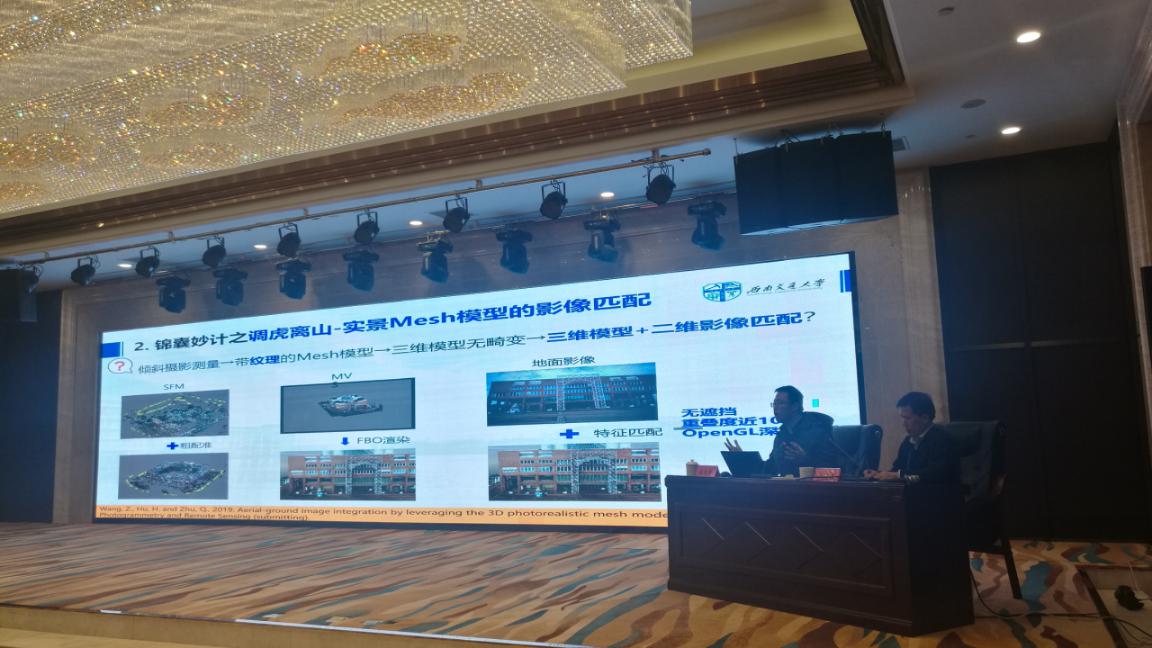 2. 锦囊妙计之调虎离山-实景Mesh模型的影像匹配
西南交通大学
? 倾斜摄影测量→带纹理的Mesh模型→三维模型无畸变→三维模型+二维影像匹配?
SFM
MV
S
地面影像
粗配准
FBO渲染
特征匹配
无遮挡
重叠度近10
OpenGL深
Wang, Z., Hu, H. and Zhu, Q., 2019. Aerial-ground image integration by leveraging the 3D photorealistic mesh mode
Photogrammetry and Remote Sensing (submitting).